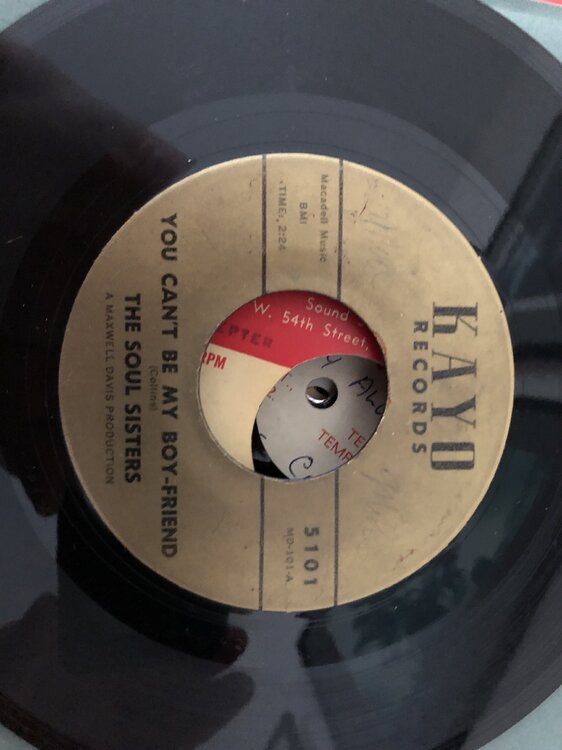 KAYO
RECORDS
Macadell Music
BMI
TIME: 2:24
5101
MD-101-A
YOU CAN'T BE MY BOY-FRIEND
(Collins)
THE SOUL SISTERS
A MAXWELL DAVIS PRODUCTION
Sound
W. 54th Street,
RPM